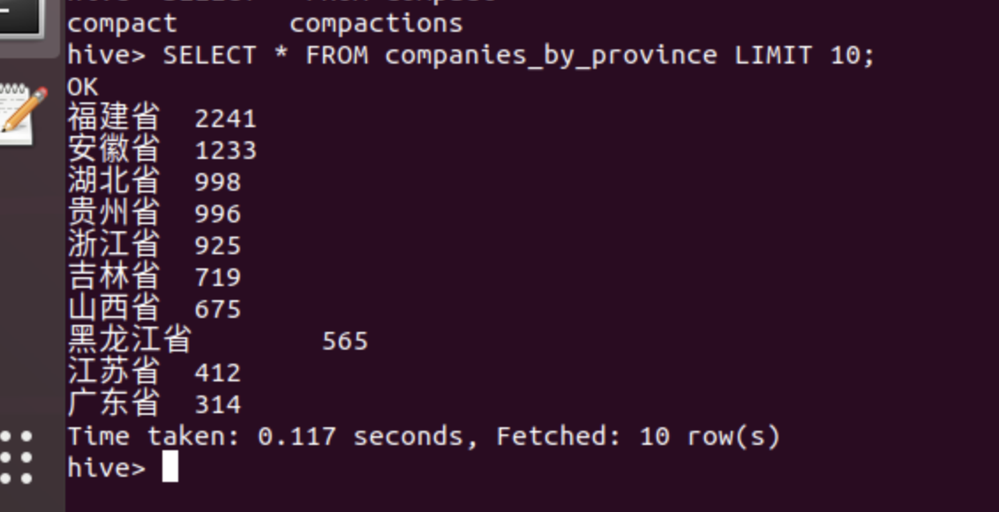 compact compactions
hive> SELECT * FROM companies_by_province LIMIT 10;
OK
福建省 2241
安徽省 1233
湖北省 998
贵州省 996
浙江省 925
吉林省 719
山西省 675
黑龙江省 565
江苏省 412
广东省 314
Time taken: 0.117 seconds, Fetched: 10 row(s)
hive>